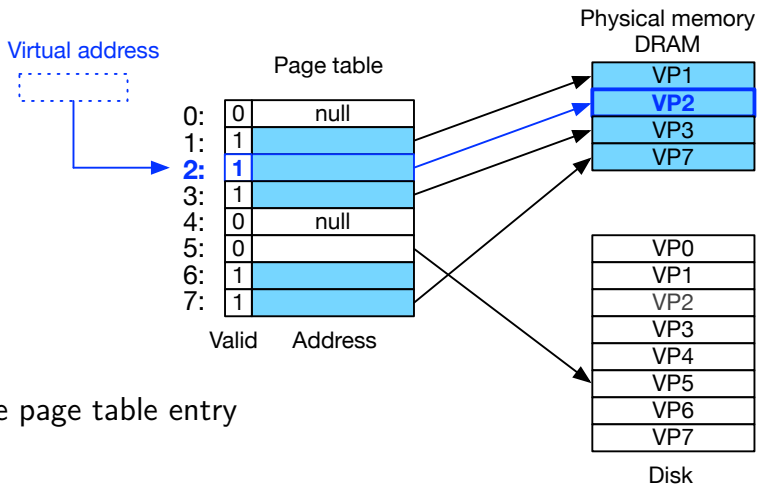 Physical memory
DRAM
Virtual address
Page table
VP1
VP2
VP3
VP7
0: 0 null
1: 1
2: 1
3: 1
4: 0 null
5: 0
6: 1
7: 1
Valid Address
VP0
VP1
VP2
VP3
VP4
VP5
VP6
VP7
Disk
e page table entry